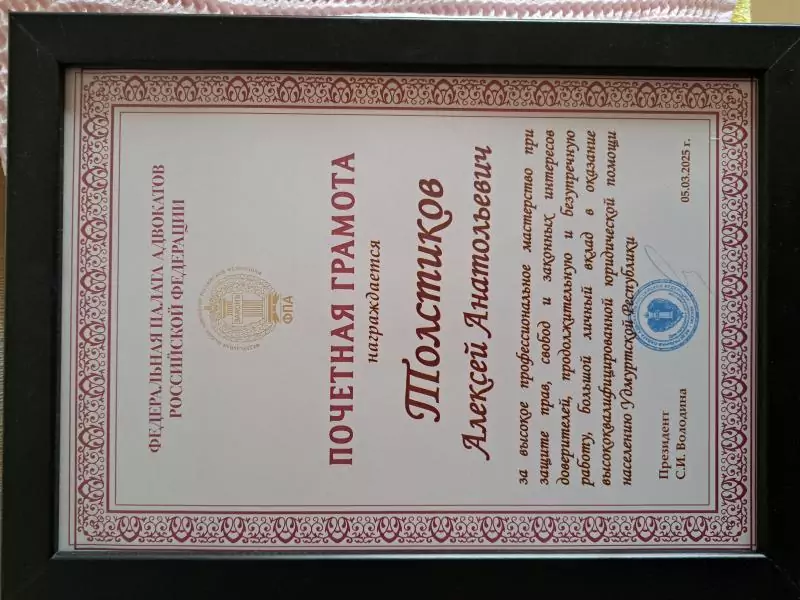 ФЕДЕРАЛЬНАЯ ПАЛАТА АДВОКАТОВ
РОССИЙСКОЙ ФЕДЕРАЦИИ
ФПА
ПОЧЕТНАЯ ГРАМОТА
награждается
Толстиков
Алексей Анатольевич
за высокое профессиональное мастерство при
защите прав, свобод и законных интересов
доверителей, продолжительную и безупречную
работу, большой личный вклад в оказание
высококвалифицированной юридической помощи
населению Удмуртской Республики
Президент
С.И. Володина
05.03.2025 г.